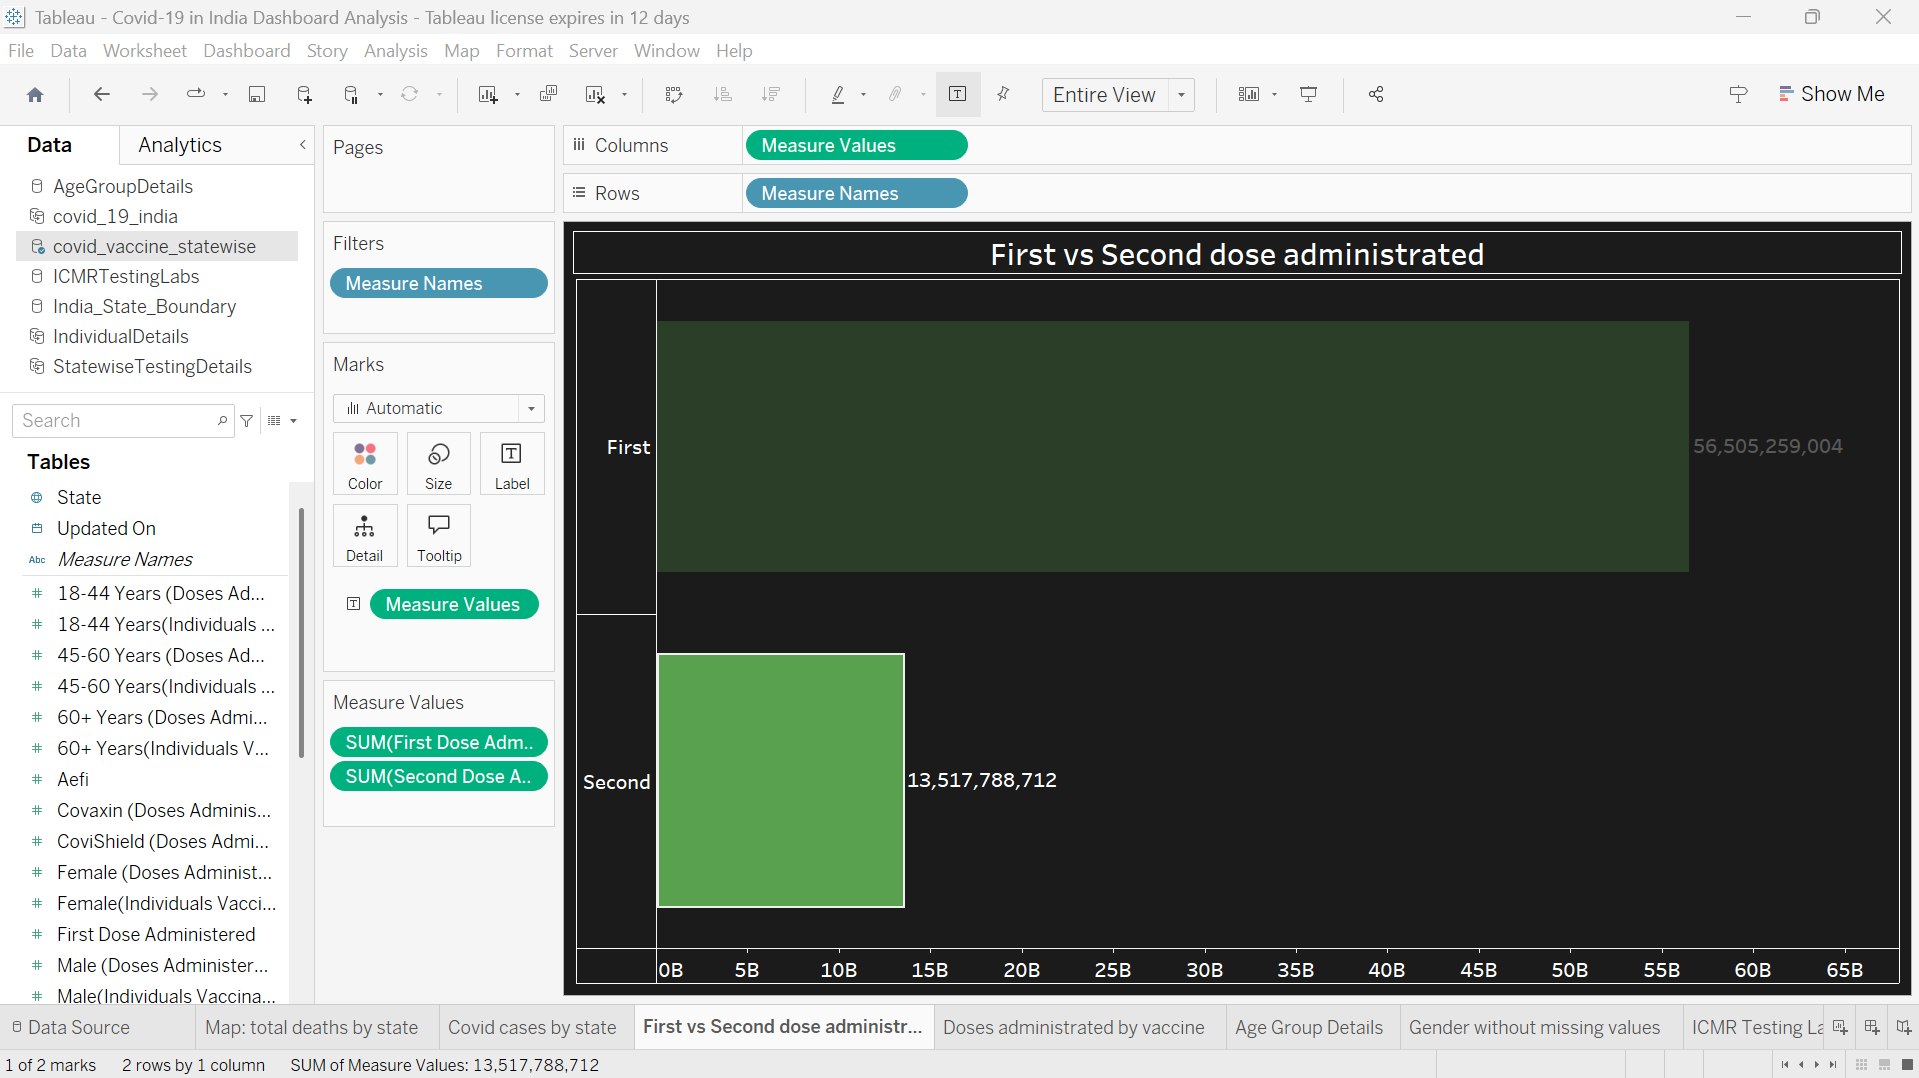 Tableau - Covid-19 in India Dashboard Analysis - Tableau license expires in 12 days
File Data Worksheet Dashboard Story Analysis Map Format Server Window Help
Entire View
Show Me
Data Analytics
AgeGroupDetails
covid_19_india
covid_vaccine_statewise
ICMRTestingLabs
India_State_Boundary
IndividualDetails
StatewiseTestingDetails
Search
Tables
State
Updated On
Abc Measure Names
18-44 Years (Doses Ad...
18-44 Years(Individuals ...
45-60 Years (Doses Ad...
45-60 Years(Individuals ...
60+ Years (Doses Admi...
60+ Years(Individuals V...
Aefi
Covaxin (Doses Adminis...
CoviShield (Doses Admi...
Female (Doses Administ...
Female(Individuals Vacci...
First Dose Administered
Male (Doses Administer...
Male(Individuals Vaccina...
Pages
Filters
Measure Names
Marks
Automatic
Color Size Label
Detail Tooltip
Measure Values
Measure Values
SUM(First Dose Adm..
SUM(Second Dose A..
Columns Measure Values
Rows Measure Names
First vs Second dose administrated
First 56,505,259,004
Second 13,517,788,712
0B 5B 10B 15B 20B 25B 30B 35B 40B 45B 50B 55B 60B 65B
Data Source Map: total deaths by state Covid cases by state First vs Second dose administr... Doses administrated by vaccine Age Group Details Gender without missing values ICMR Testing La
1 of 2 marks 2 rows by 1 column SUM of Measure Values: 13,517,788,712